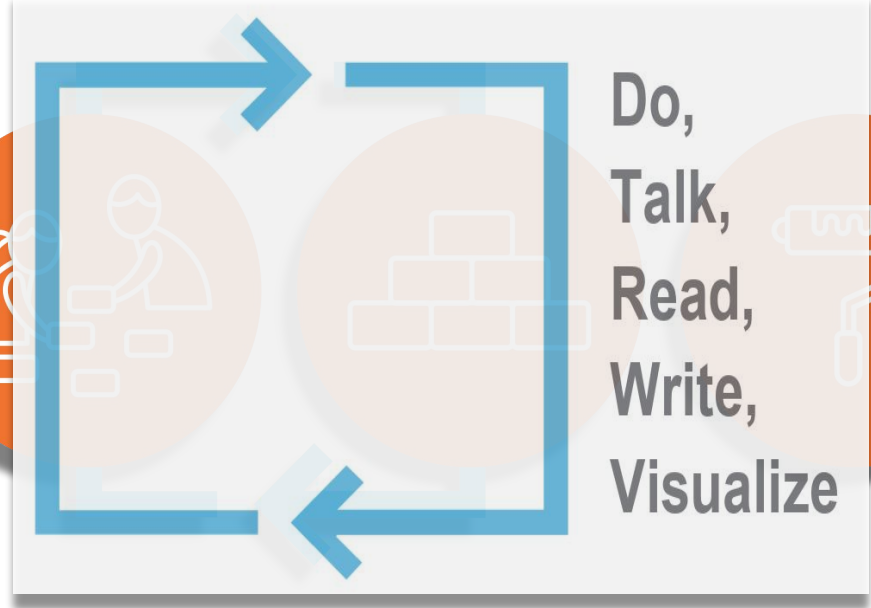 Do,
Talk,
Read,
Write,
Visualize